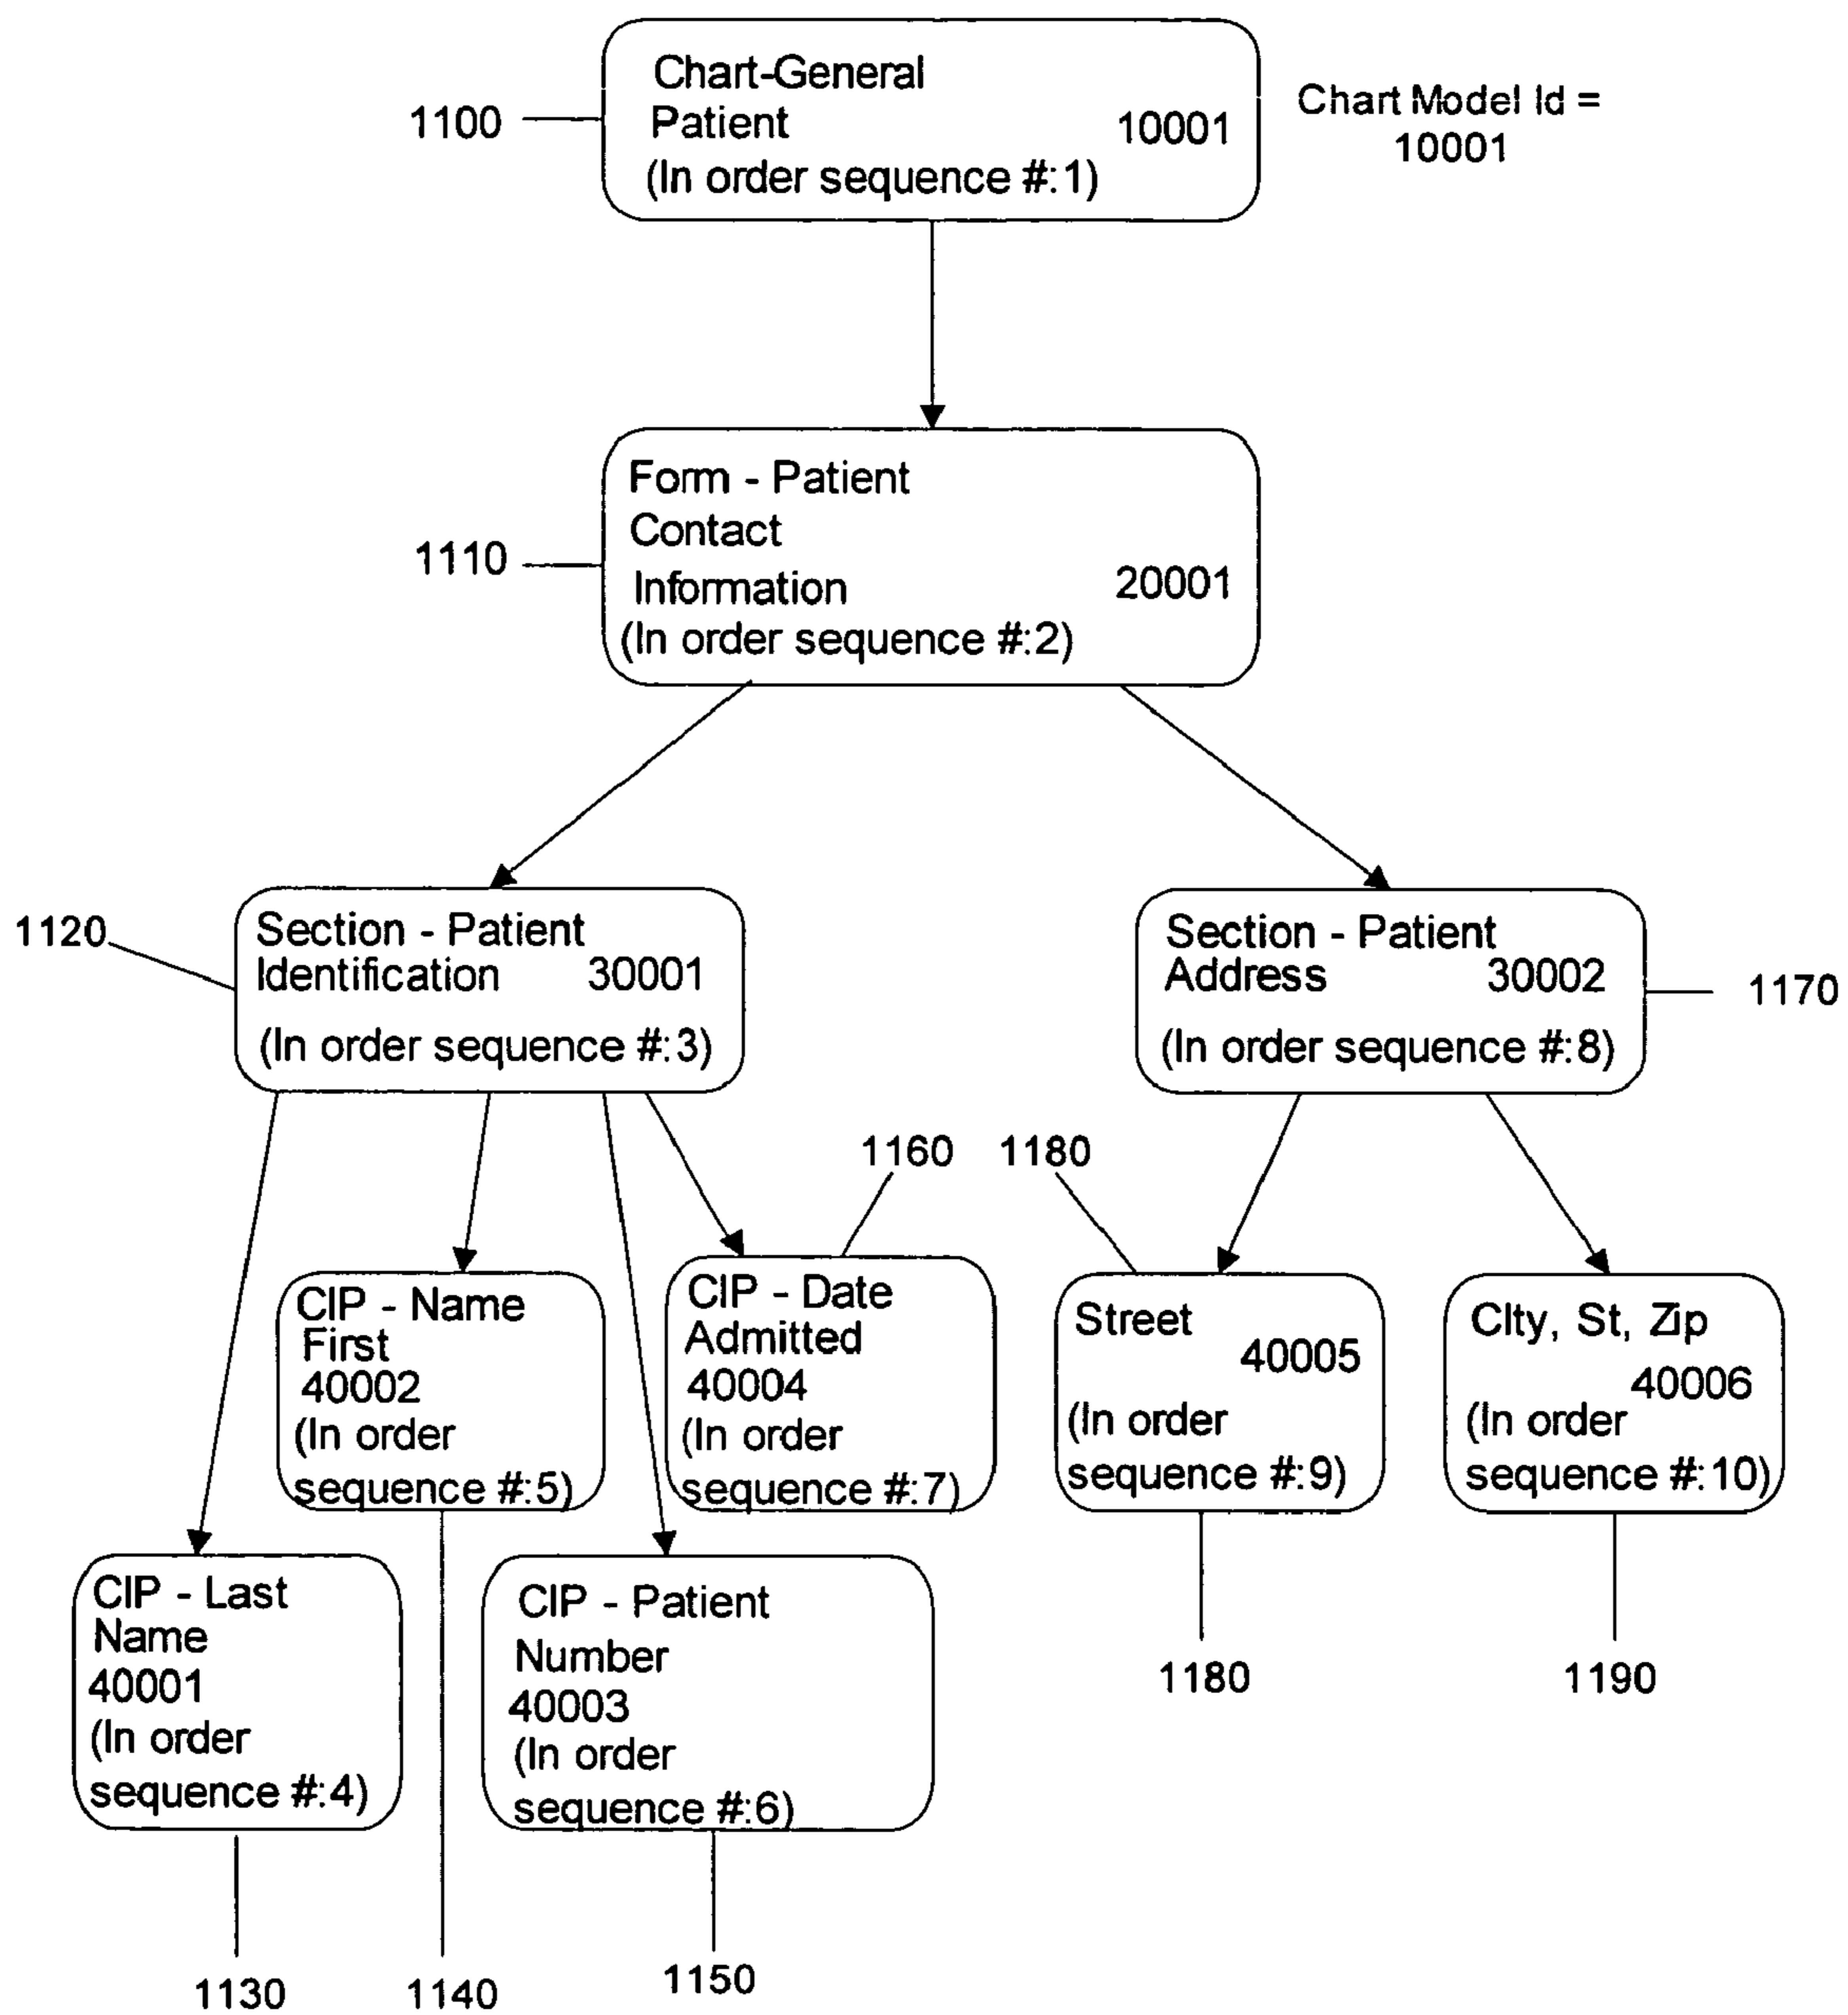 Chart-General
Patient 10001
(In order sequence #:1)
1100
Chart Model Id =
10001
Form - Patient
Contact
Information 20001
(In order sequence #:2)
1110
Section - Patient
Identification 30001
(In order sequence #:3)
1120
Section - Patient
Address 30002
(In order sequence #:8)
1170
1160
1180
CIP - Name
First
40002
(In order
sequence #:5)
CIP - Date
Admitted
40004
(In order
sequence #:7)
Street
40005
(In order
sequence #:9)
CIty, St, Zip
40006
(In order
sequence #:10)
CIP - Last
Name
40001
(In order
sequence #:4)
CIP - Patient
Number
40003
(In order
sequence #:6)
1180
1190
1130
1140
1150